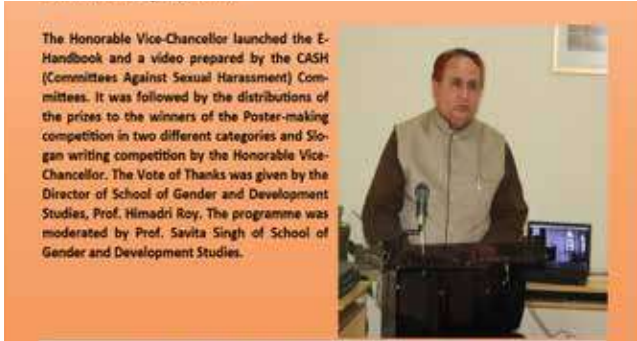 The Honorable Vice-Chancellor launched the E-
Handbook and a video prepared by the CASH
(Committees Against Sexual Harassment) Com-
mittees. It was followed by the distributions of
the prizes to the winners of the Poster-making
competition in two different categories and Slo-
gan writing competition by the Honorable Vice-
Chancellor. The Vote of Thanks was given by the
Director of School of Gender and Development
Studies, Prof. Himadri Roy. The programme was
moderated by Prof. Savita Singh of School of
Gender and Development Studies.